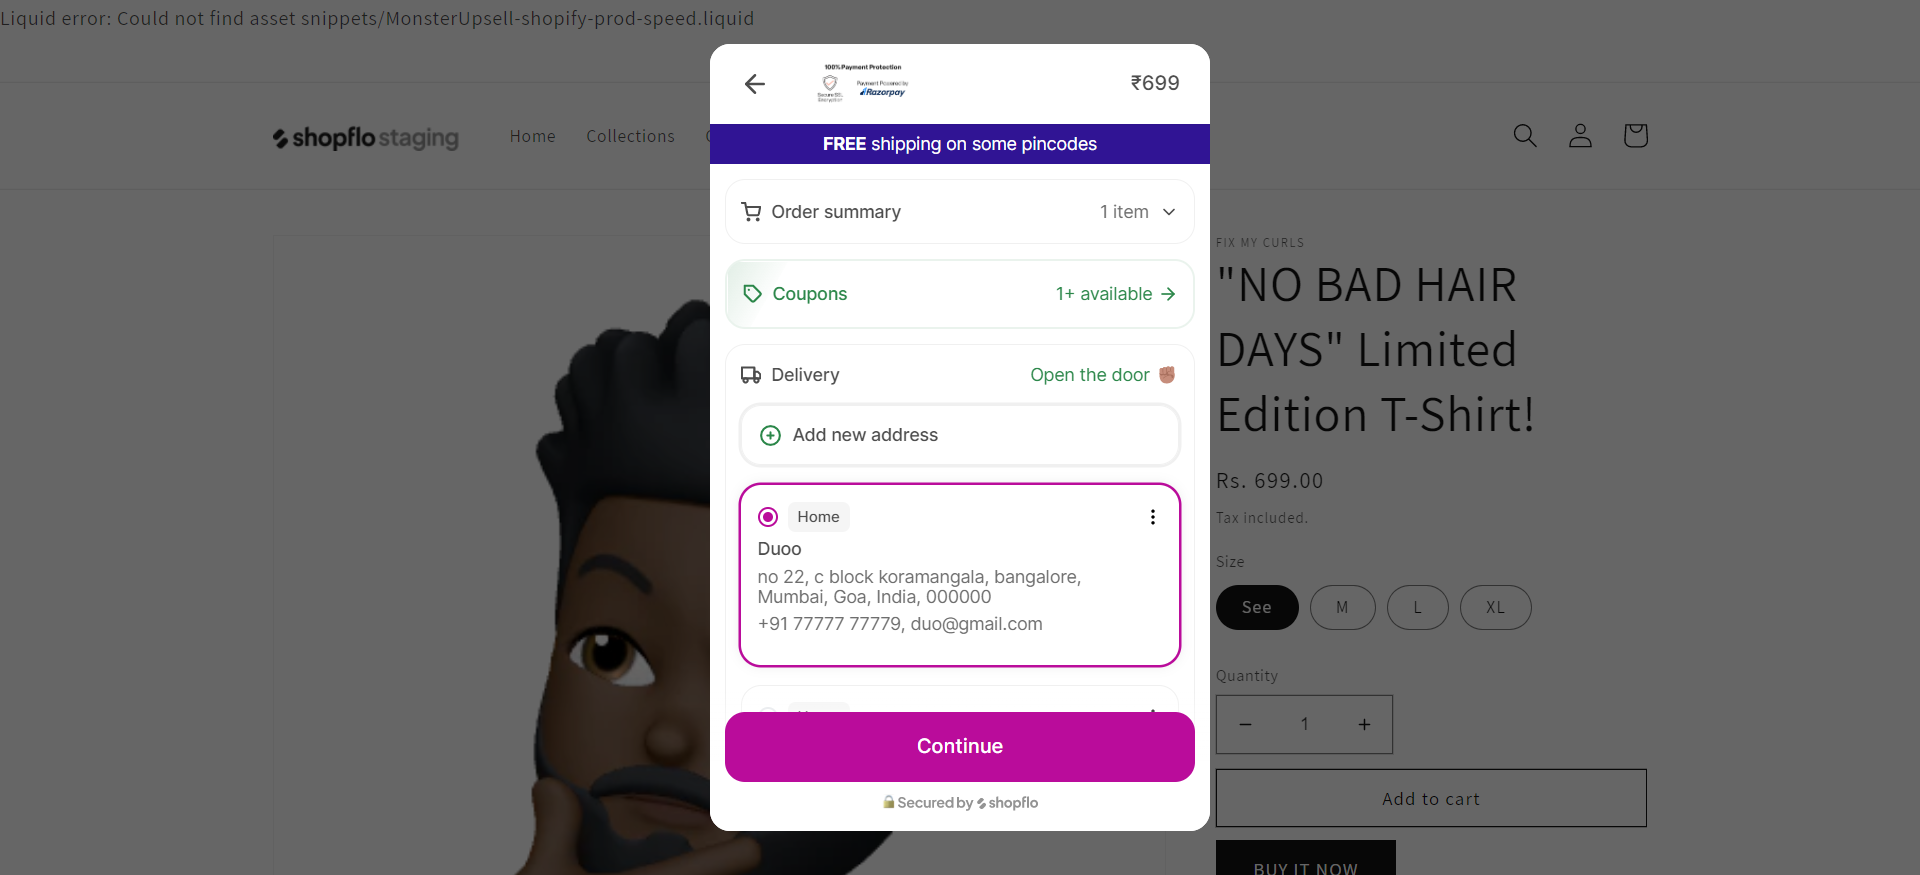 Liquid error: Could not find asset snippets/MonsterUpsell-shopify-prod-speed.liquid
100% Payment Protection
Secure SSL
Encryption
Payment Powered by
Razorpay
₹699
shopflo staging
Home
Collections
FREE shipping on some pincodes
Order summary
1 item
Coupons
1+ available
Delivery
Open the door ✊🏽
Add new address
Home
Duoo
no 22, c block koramangala, bangalore,
Mumbai, Goa, India, 000000
+91 77777 77779, duo@gmail.com
Continue
Secured by shopflo
FIX MY CURLS
"NO BAD HAIR
DAYS" Limited
Edition T-Shirt!
Rs. 699.00
Tax included.
Size
See
M
L
XL
Quantity
1
Add to cart
BUY IT NOW